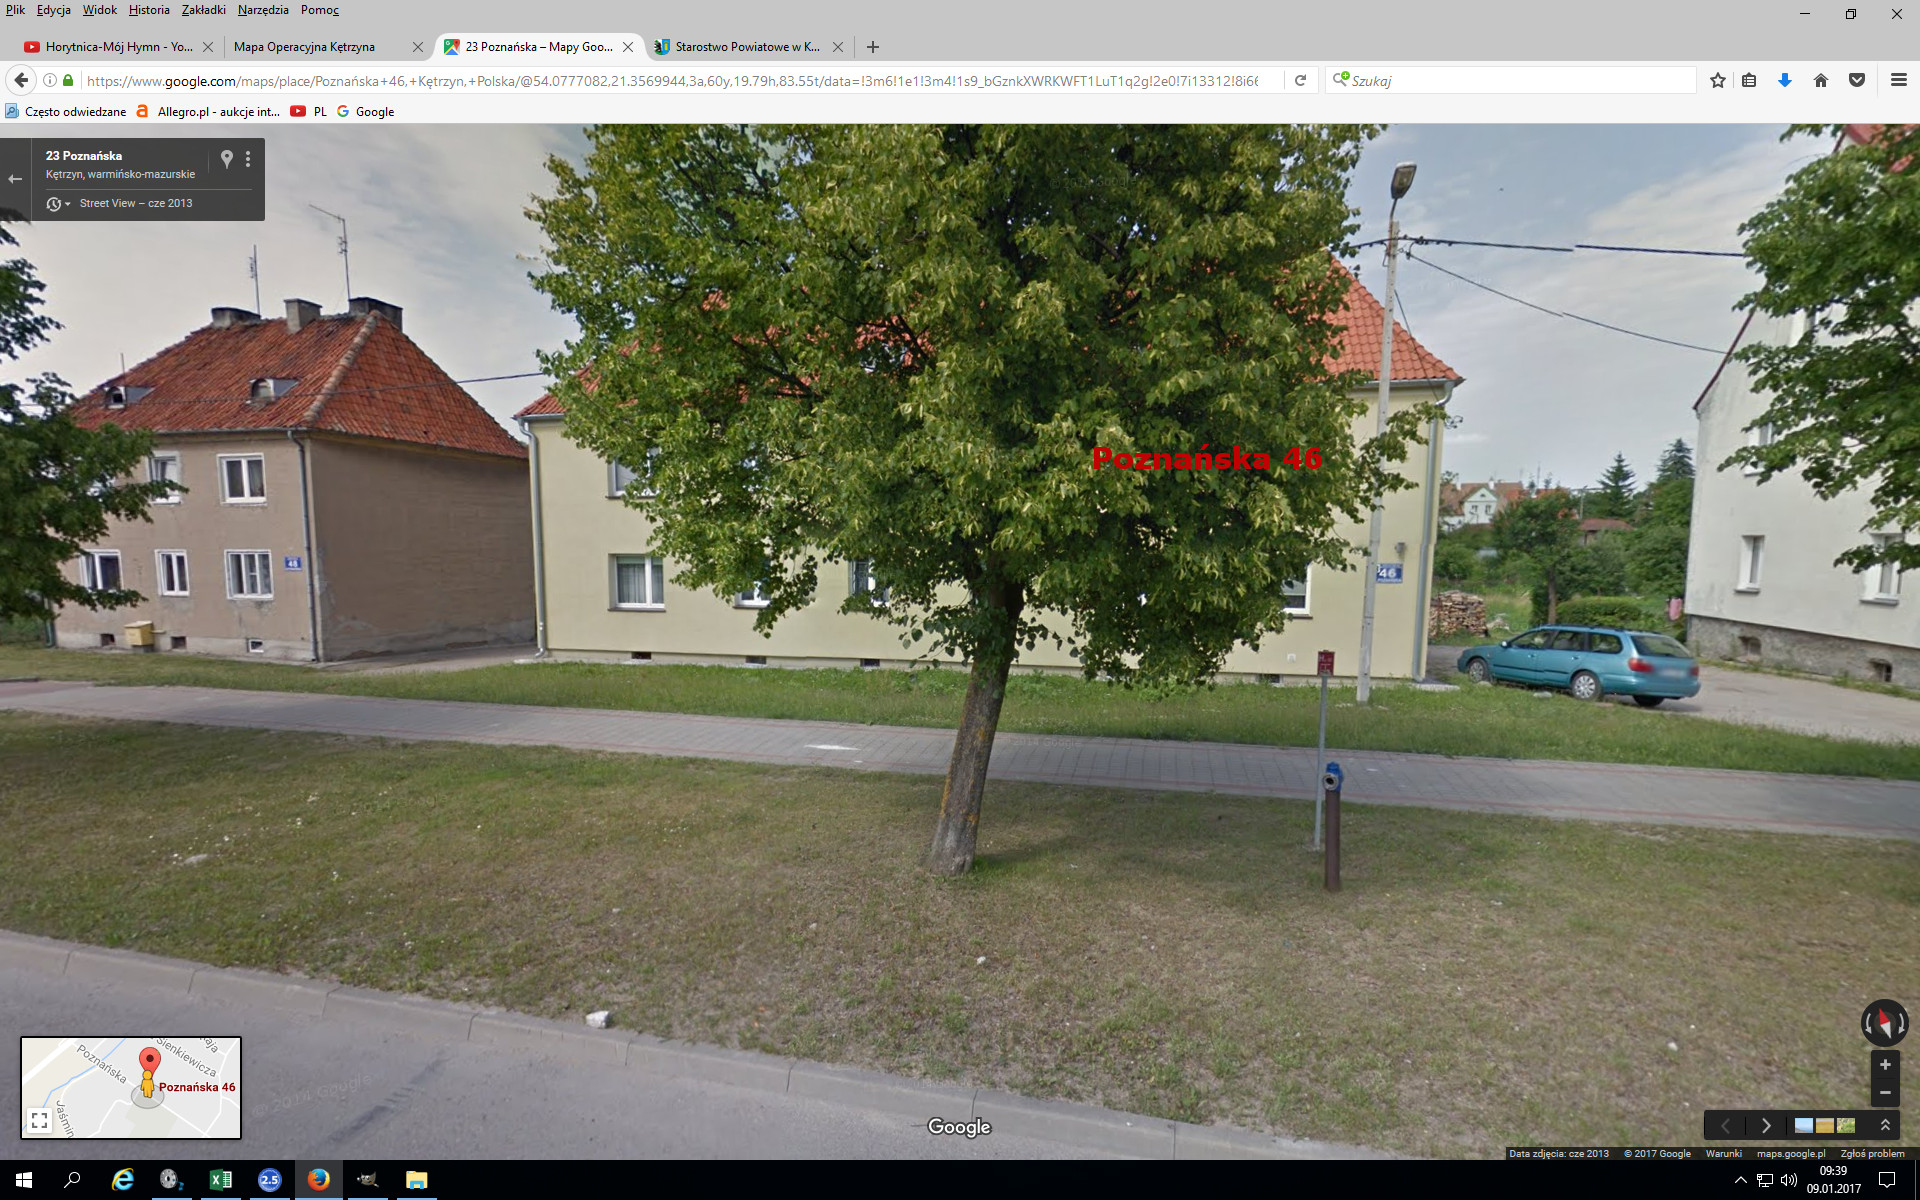 Plik Edycja Widok Historia Zakładki Narzędzia Pomoc
Horytnica-Mój Hymn - Yo...
Mapa Operacyjna Kętrzyna
23 Poznańska – Mapy Goo...
Starostwo Powiatowe w K...
https://www.google.com/maps/place/Poznańska+46,+Kętrzyn,+Polska/@54.0777082,21.3569944,3a,60y,19.79h,83.55t/data=!3m6!1e1!3m4!1s9_bGznkXWRKWFT1LuT1q2g!2e0!7i13312!8i66
Szukaj
Często odwiedzane
Allegro.pl - aukcje int...
PL
Google
23 Poznańska
Kętrzyn, warmińsko-mazurskie
Street View – cze 2013
Poznańska 46
48
46
Poznańska
Sienkiewicza
Poznańska 46
Jaśmin
Google
Data zdjęcia: cze 2013 © 2017 Google Warunki maps.google.pl Zgłoś problem
2.5
09:39
09.01.2017